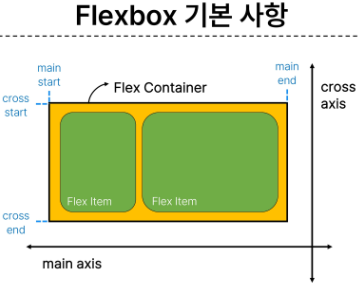 Flexbox 기본 사항
main
start
main
end
Flex Container
cross
axis
cross
start
Flex Item
Flex Item
cross
end
main axis